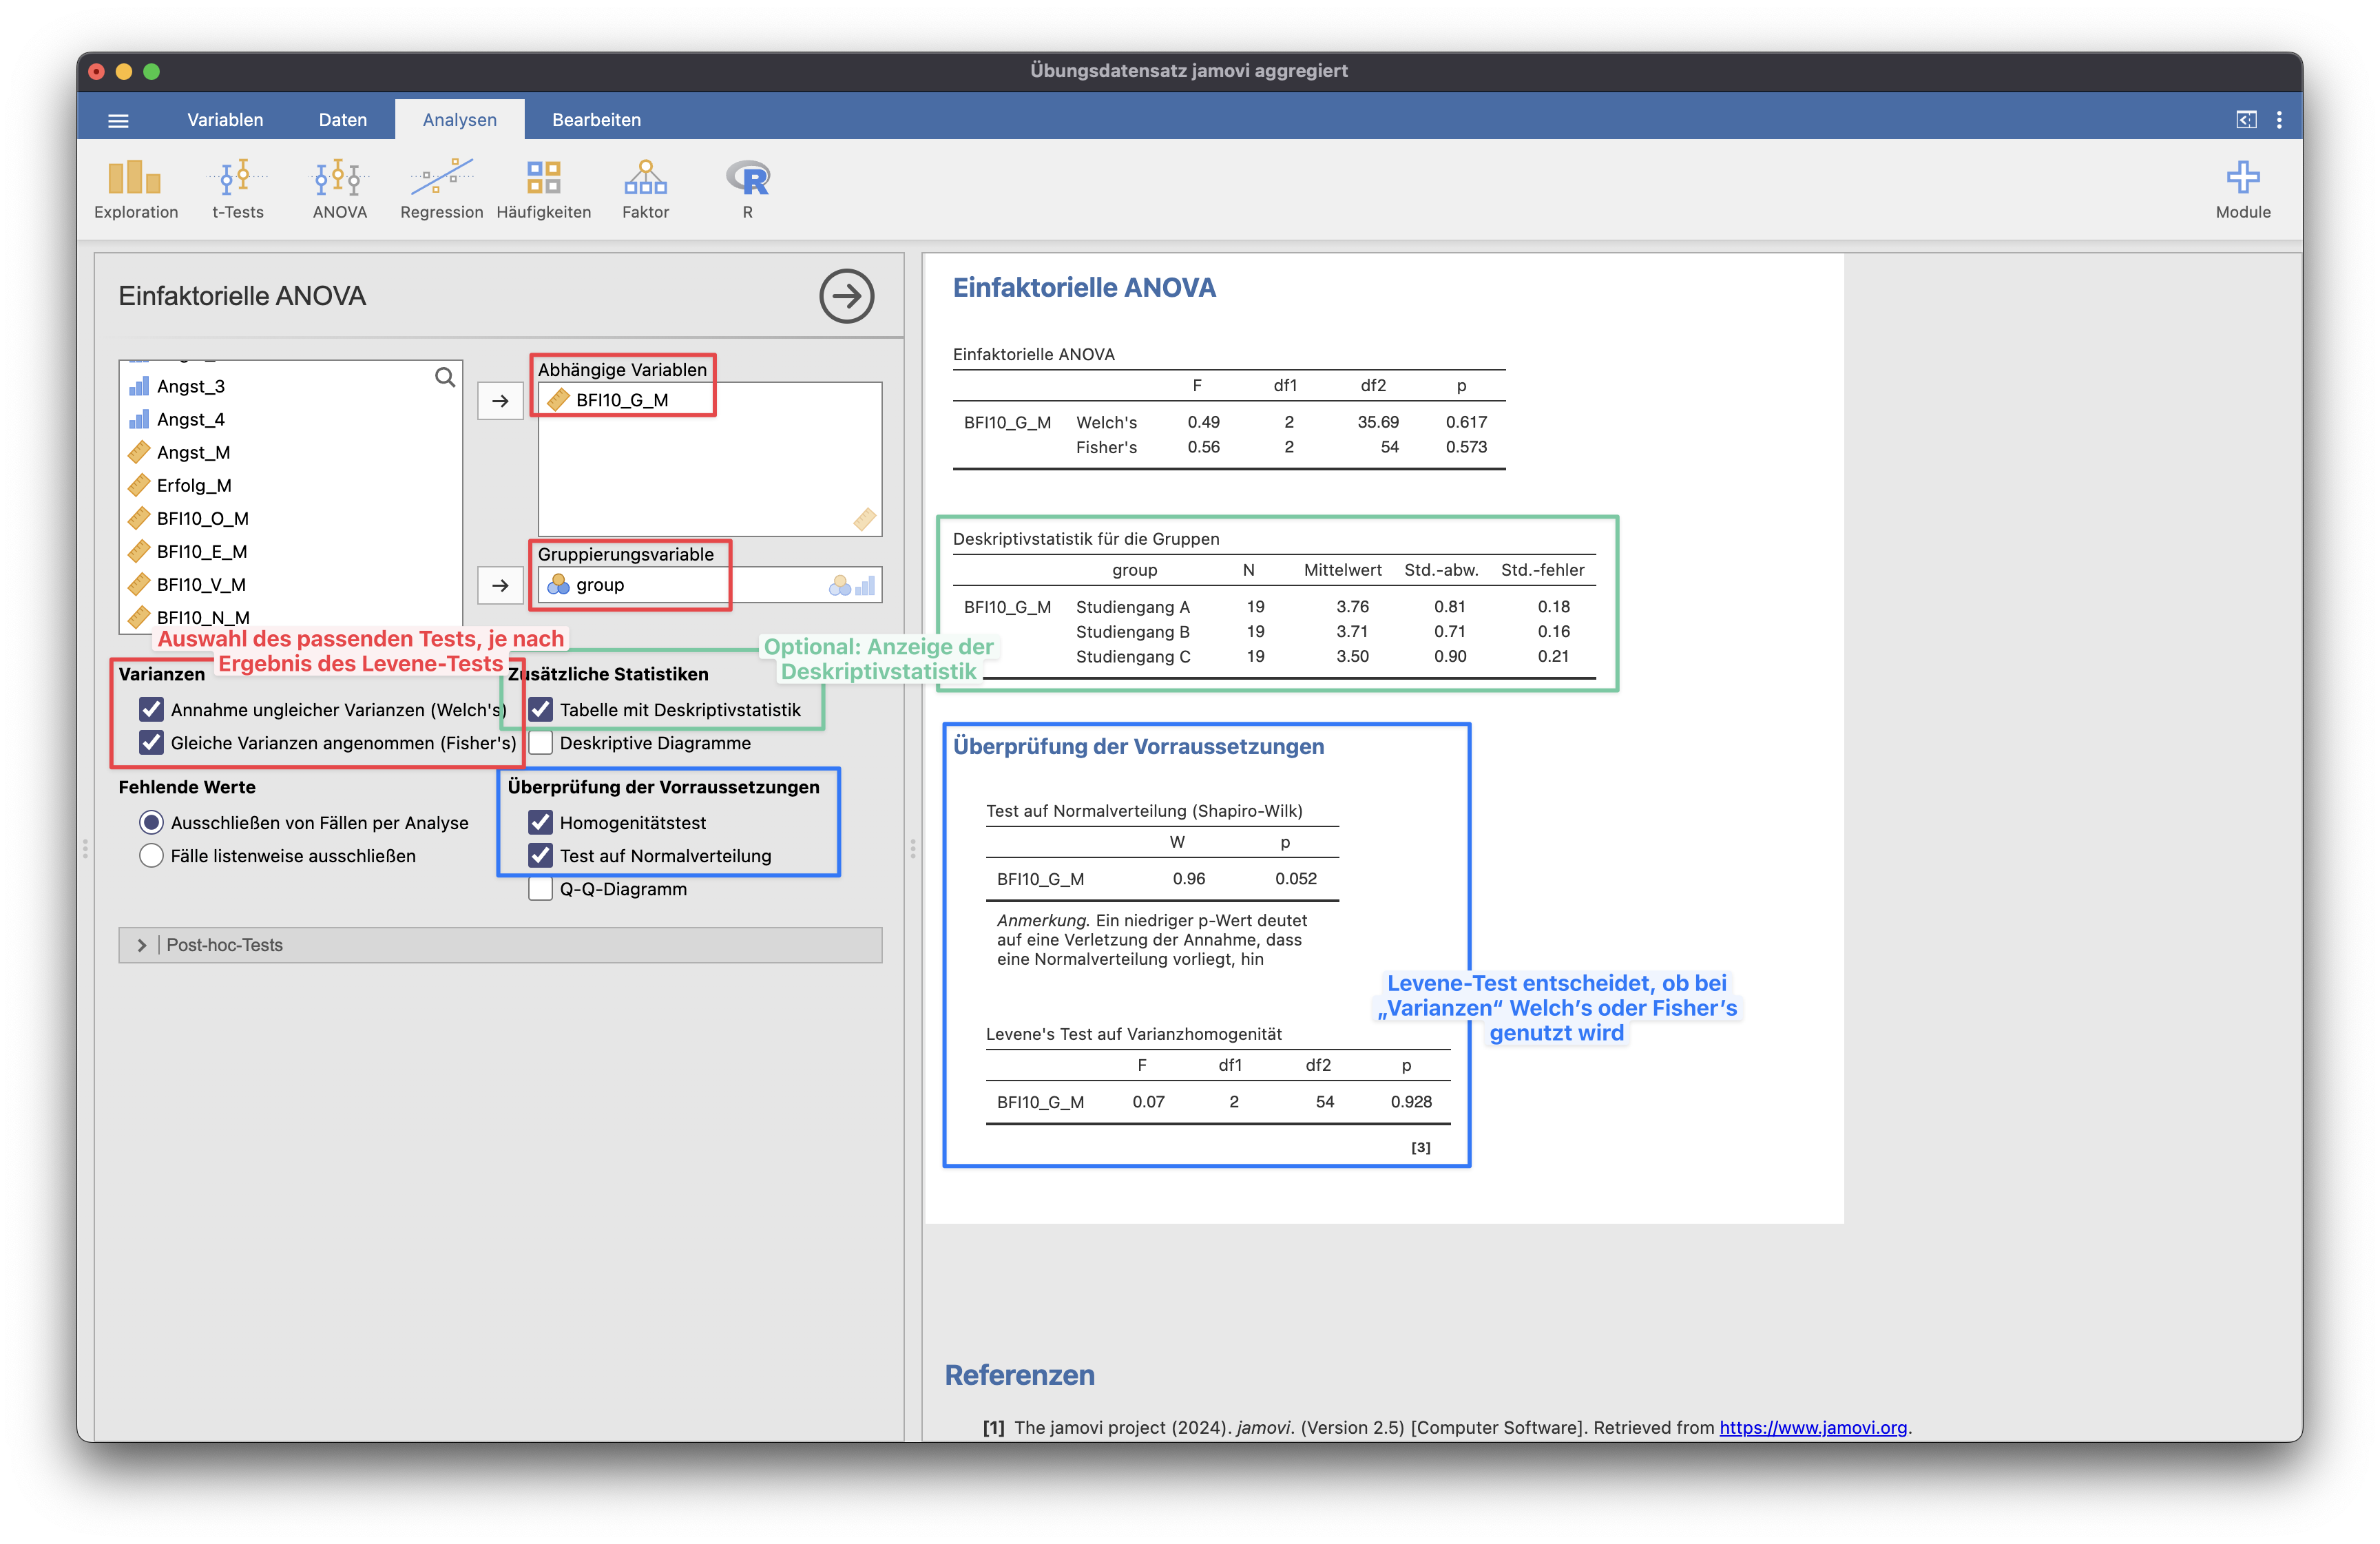 Übungsdatensatz jamovi aggregiert
Variablen Daten Analysen Bearbeiten
Exploration t-Tests ANOVA Regression Häufigkeiten Faktor R Module
Einfaktorielle ANOVA
Angst_3
Angst_4
Angst_M
Erfolg_M
BFI10_O_M
BFI10_E_M
BFI10_V_M
BFI10_N_M
Abhängige Variablen
BFI10_G_M
Gruppierungsvariable
group
Auswahl des passenden Tests, je nach
Ergebnis des Levene-Tests
Varianzen
Annahme ungleicher Varianzen (Welch's)
Gleiche Varianzen angenommen (Fisher's)
Optional: Anzeige der
Deskriptivstatistik
Zusätzliche Statistiken
Tabelle mit Deskriptivstatistik
Deskriptive Diagramme
Fehlende Werte
Ausschließen von Fällen per Analyse
Fälle listenweise ausschließen
Überprüfung der Vorraussetzungen
Homogenitätstest
Test auf Normalverteilung
Q-Q-Diagramm
Post-hoc-Tests
Einfaktorielle ANOVA
Einfaktorielle ANOVA
F df1 df2 p
BFI10_G_M Welch's 0.49 2 35.69 0.617
Fisher's 0.56 2 54 0.573
Deskriptivstatistik für die Gruppen
group N Mittelwert Std.-abw. Std.-fehler
BFI10_G_M Studiengang A 19 3.76 0.81 0.18
Studiengang B 19 3.71 0.71 0.16
Studiengang C 19 3.50 0.90 0.21
Überprüfung der Vorraussetzungen
Test auf Normalverteilung (Shapiro-Wilk)
W p
BFI10_G_M 0.96 0.052
Anmerkung. Ein niedriger p-Wert deutet
auf eine Verletzung der Annahme, dass
eine Normalverteilung vorliegt, hin
Levene-Test entscheidet, ob bei
„Varianzen“ Welch’s oder Fisher’s
genutzt wird
Levene's Test auf Varianzhomogenität
F df1 df2 p
BFI10_G_M 0.07 2 54 0.928
[3]
Referenzen
[1] The jamovi project (2024). jamovi. (Version 2.5) [Computer Software]. Retrieved from https://www.jamovi.org.